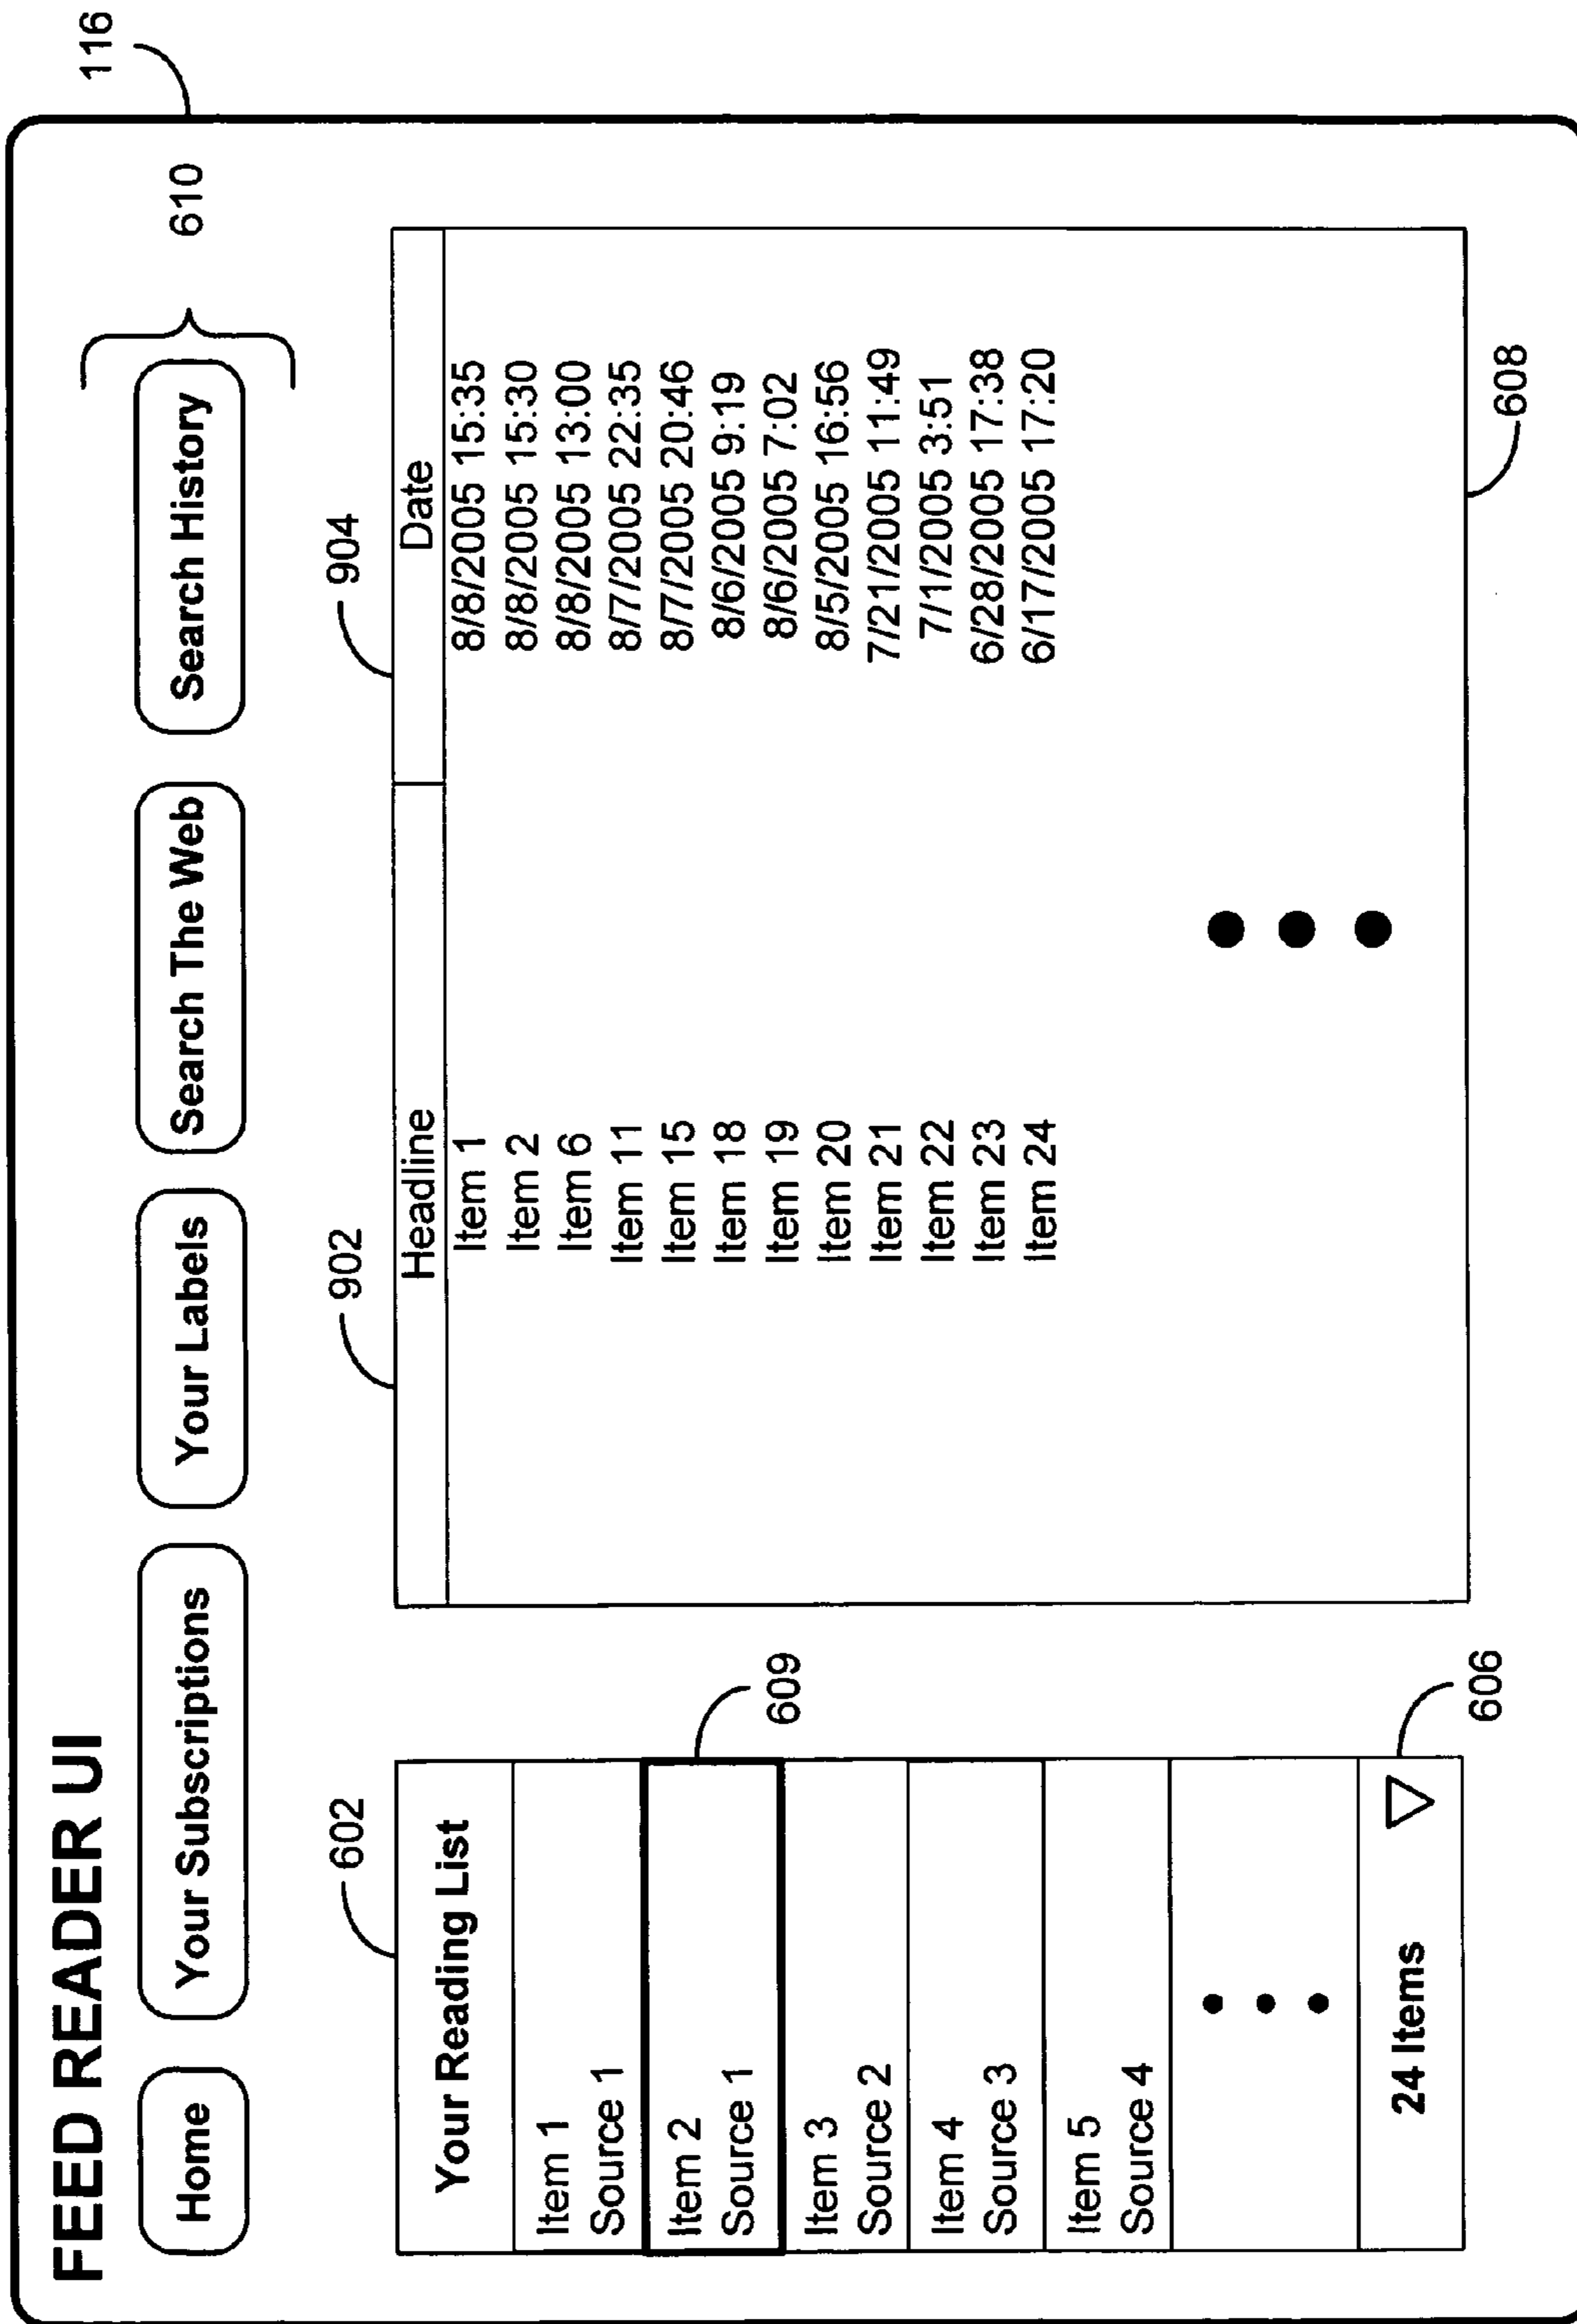 116
FEED READER UI
Home Your Subscriptions Your Labels Search The Web Search History 610
602 902 904
Your Reading List
Item 1
Source 1
Item 2
Source 1
609
Item 3
Source 2
Item 4
Source 3
Item 5
Source 4
24 Items
606
Headline Date
Item 1 8/8/2005 15:35
Item 2 8/8/2005 15:30
Item 6 8/8/2005 13:00
Item 11 8/7/2005 22:35
Item 15 8/7/2005 20:46
Item 18 8/6/2005 9:19
Item 19 8/6/2005 7:02
Item 20 8/5/2005 16:56
Item 21 7/21/2005 11:49
Item 22 7/1/2005 3:51
Item 23 6/28/2005 17:38
Item 24 6/17/2005 17:20
608